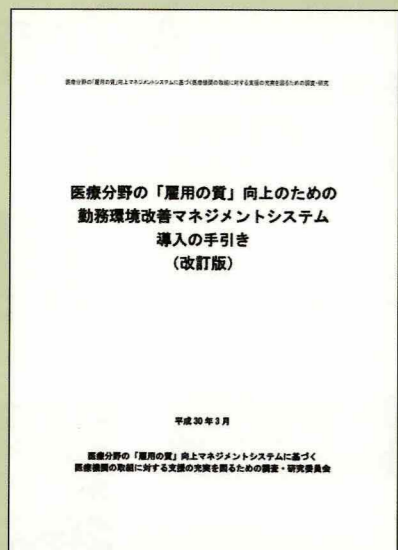 医療分野の「雇用の質」向上マネジメントシステムに基づく医療機関の取組に対する支援の充実を図るための調査・研究
医療分野の「雇用の質」向上のための
勤務環境改善マネジメントシステム
導入の手引き
(改訂版)
平成30年3月
医療分野の「雇用の質」向上マネジメントシステムに基づく
医療機関の取組に対する支援の充実を図るための調査・研究委員会